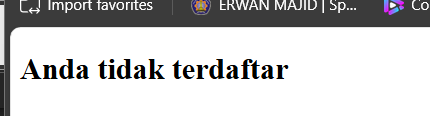 Import favorites ERWAN MAJID | Sp... Co
Anda tidak terdaftar